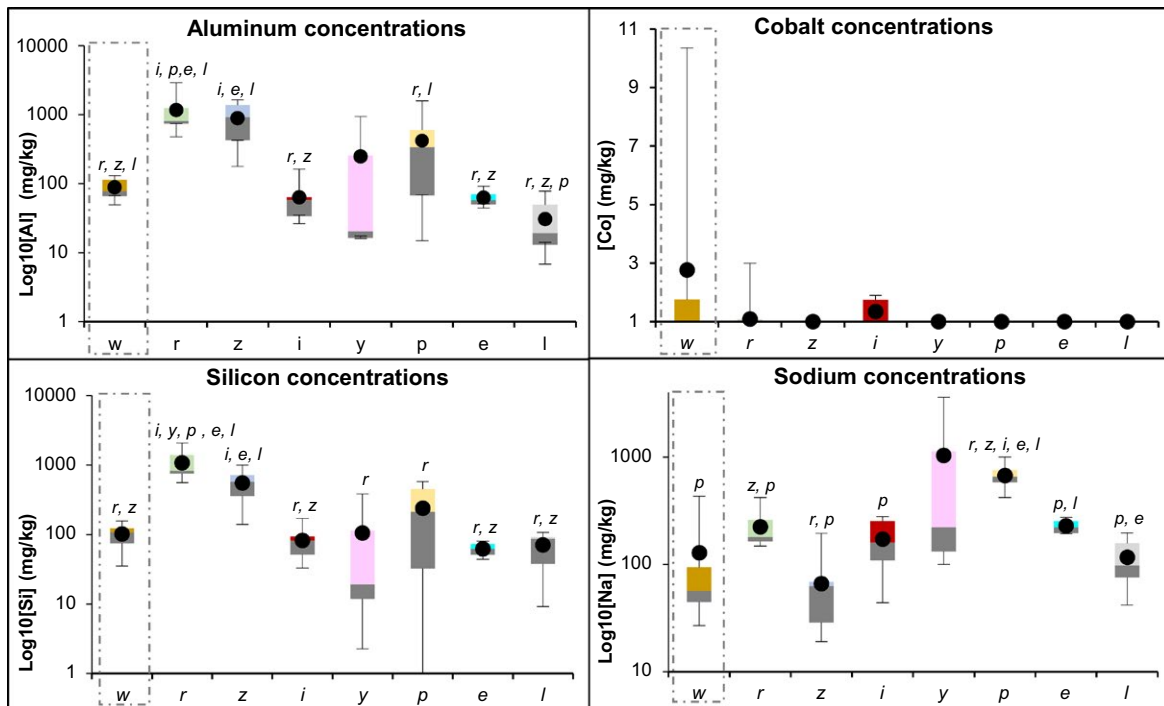 Aluminum concentrations
Log10[Al] (mg/kg)
10000
1000
100
10
1
r, z, l
i, p,e, l
i, e, l
r, z
r, l
r, z
r, z, p
w r z i y p e l
Cobalt concentrations
[Co] (mg/kg)
11
9
7
5
3
1
w r z i y p e l
Silicon concentrations
Log10[Si] (mg/kg)
10000
1000
100
10
1
r, z
i, y, p , e, l
i, e, l
r, z
r
r
r, z
r, z
w r z i y p e l
Sodium concentrations
Log10[Na] (mg/kg)
1000
100
10
p
z, p
r, p
p
r, z, i, e, l
p, l
p, e
w r z i y p e l